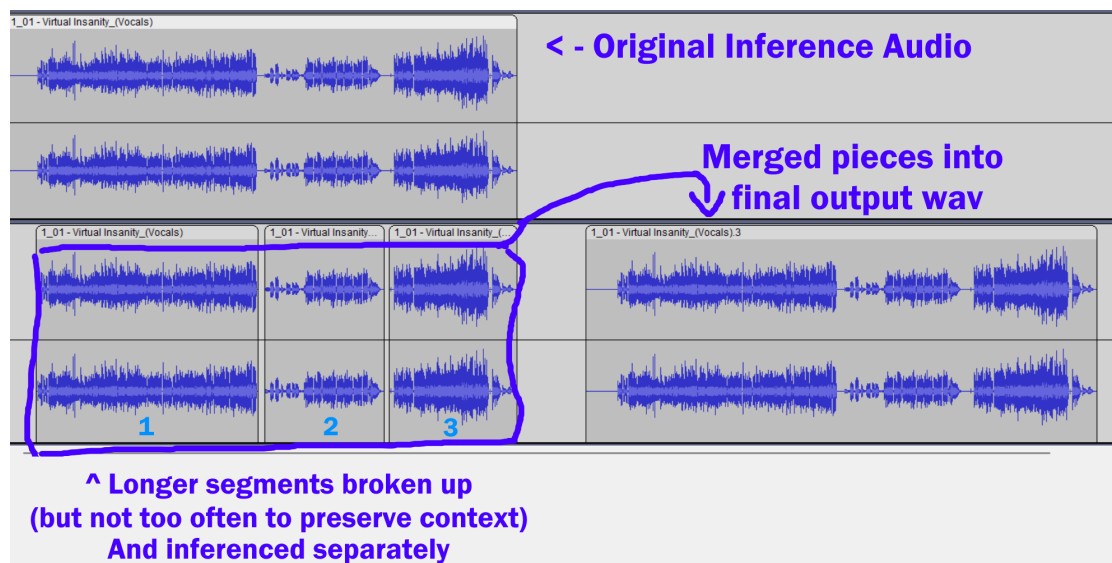 1_01 - Virtual Insanity_(Vocals)
< - Original Inference Audio
Merged pieces into
final output wav
1_01 - Virtual Insanity_(Vocals)
1_01 - Virtual Insanity...
1_01 - Virtual Insanity_(...
1_01 - Virtual Insanity_(Vocals).3
1
2
3
^ Longer segments broken up
(but not too often to preserve context)
And inferenced separately